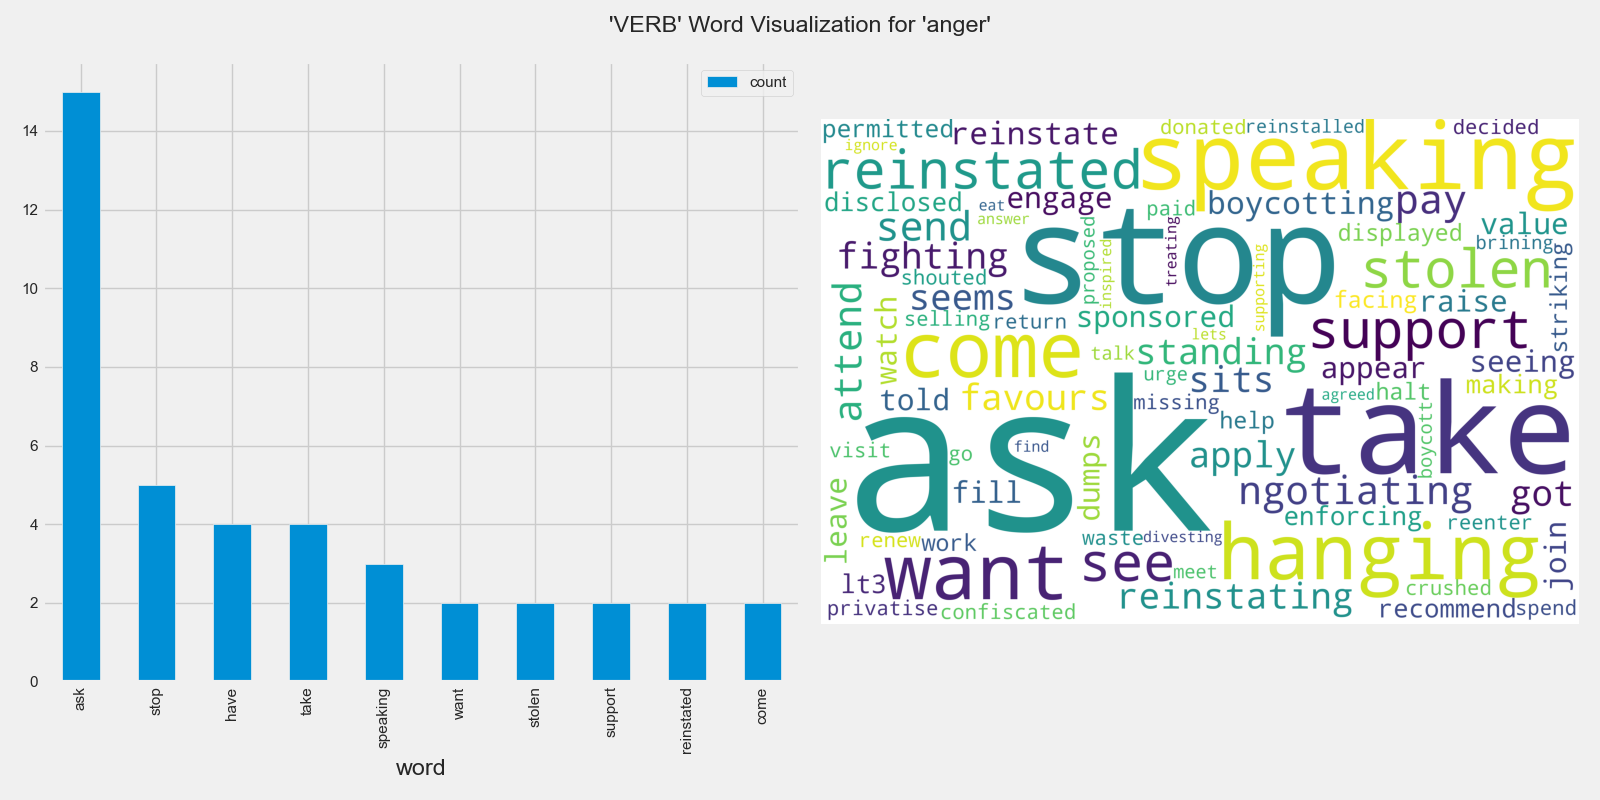 'VERB' Word Visualization for 'anger'
count
14
12
10
8
6
4
2
0
ask
stop
have
take
speaking
want
stolen
support
reinstated
come
word
permitted
reinstate
donated
reinstalled
decided
ignore
reinstated
speaking
disclosed
eat
engage
paid
boycotting
pay
answer
send
stop
treating
proposed
inspired
supporting
displayed
value
brining
fighting
shouted
stolen
striking
seems
facing
raise
attend
watch
selling
return
sponsored
lets
support
come
talk
standing
seeing
appear
urge
sits
making
told
favours
missing
agreed
halt
take
ask
help
boycott
visit
go
find
dumps
apply
leave
fill
ngotiating
got
enforcing
reenter
renew
work
waste
divesting
hanging
join
want
see
meet
lt3
crushed
reinstating
privatise
confiscated
recommend
spend